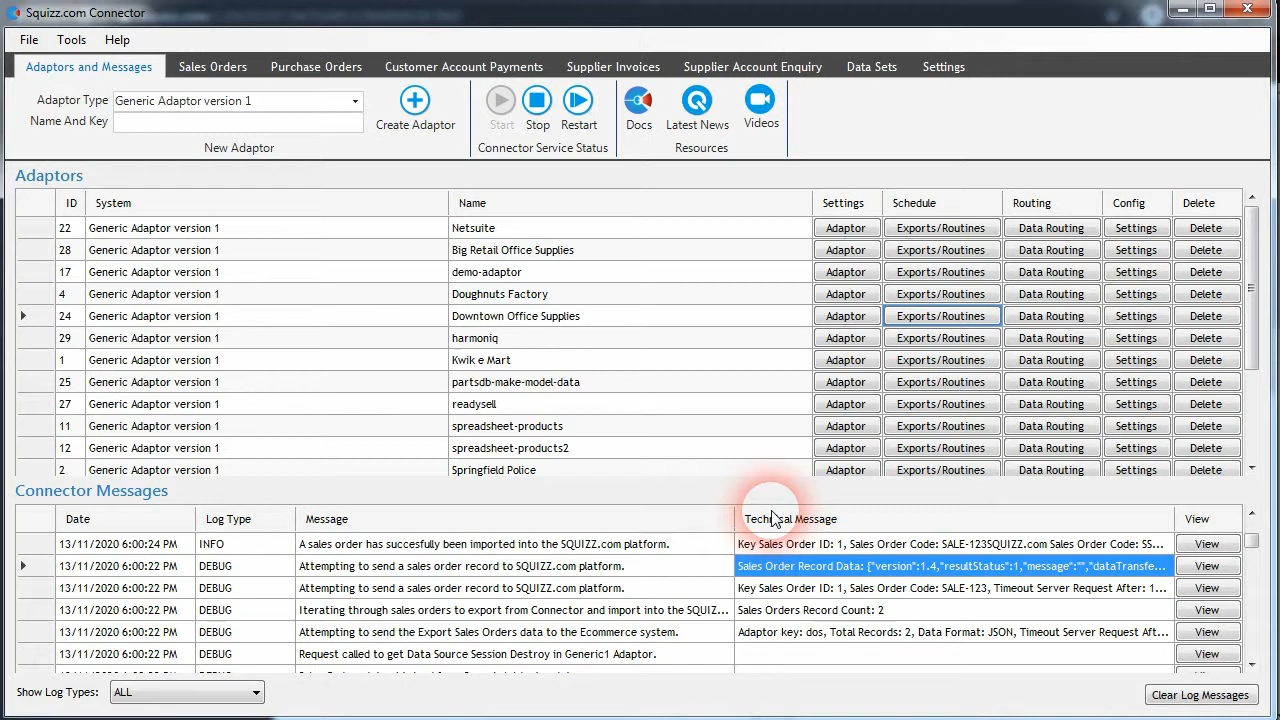 Squizz.com Connector
File Tools Help
Adaptors and Messages Sales Orders Purchase Orders Customer Account Payments Supplier Invoices Supplier Account Enquiry Data Sets Settings
Adaptor Type Generic Adaptor version 1
Name And Key
Create Adaptor Start Stop Restart Docs Latest News Videos
New Adaptor Connector Service Status Resources
Adaptors
ID System Name Settings Schedule Routing Config Delete
22 Generic Adaptor version 1 Netsuite Adaptor Exports/Routines Data Routing Settings Delete
28 Generic Adaptor version 1 Big Retail Office Supplies Adaptor Exports/Routines Data Routing Settings Delete
17 Generic Adaptor version 1 demo-adaptor Adaptor Exports/Routines Data Routing Settings Delete
4 Generic Adaptor version 1 Doughnuts Factory Adaptor Exports/Routines Data Routing Settings Delete
24 Generic Adaptor version 1 Downtown Office Supplies Adaptor Exports/Routines Data Routing Settings Delete
29 Generic Adaptor version 1 harmoniq Adaptor Exports/Routines Data Routing Settings Delete
1 Generic Adaptor version 1 Kwik e Mart Adaptor Exports/Routines Data Routing Settings Delete
25 Generic Adaptor version 1 partsdb-make-model-data Adaptor Exports/Routines Data Routing Settings Delete
27 Generic Adaptor version 1 readysell Adaptor Exports/Routines Data Routing Settings Delete
11 Generic Adaptor version 1 spreadsheet-products Adaptor Exports/Routines Data Routing Settings Delete
12 Generic Adaptor version 1 spreadsheet-products2 Adaptor Exports/Routines Data Routing Settings Delete
2 Generic Adaptor version 1 Springfield Police Adaptor Exports/Routines Data Routing Settings Delete
Connector Messages
Date Log Type Message Technical Message View
13/11/2020 6:00:24 PM INFO A sales order has succesfully been imported into the SQUIZZ.com platform. Key Sales Order ID: 1, Sales Order Code: SALE-123SQUIZZ.com Sales Order Code: SS... View
13/11/2020 6:00:22 PM DEBUG Attempting to send a sales order record to SQUIZZ.com platform. Sales Order Record Data: {"version":1.4,"resultStatus":1,"message":"","dataTransfe... View
13/11/2020 6:00:22 PM DEBUG Attempting to send a sales order record to SQUIZZ.com platform. Key Sales Order ID: 1, Sales Order Code: SALE-123, Timeout Server Request After: 1... View
13/11/2020 6:00:22 PM DEBUG Iterating through sales orders to export from Connector and import into the SQUIZ... Sales Orders Record Count: 2 View
13/11/2020 6:00:22 PM DEBUG Attempting to send the Export Sales Orders data to the Ecommerce system. Adaptor key: dos, Total Records: 2, Data Format: JSON, Timeout Server Request Aft... View
13/11/2020 6:00:22 PM DEBUG Request called to get Data Source Session Destroy in Generic1 Adaptor. View
Show Log Types: ALL Clear Log Messages